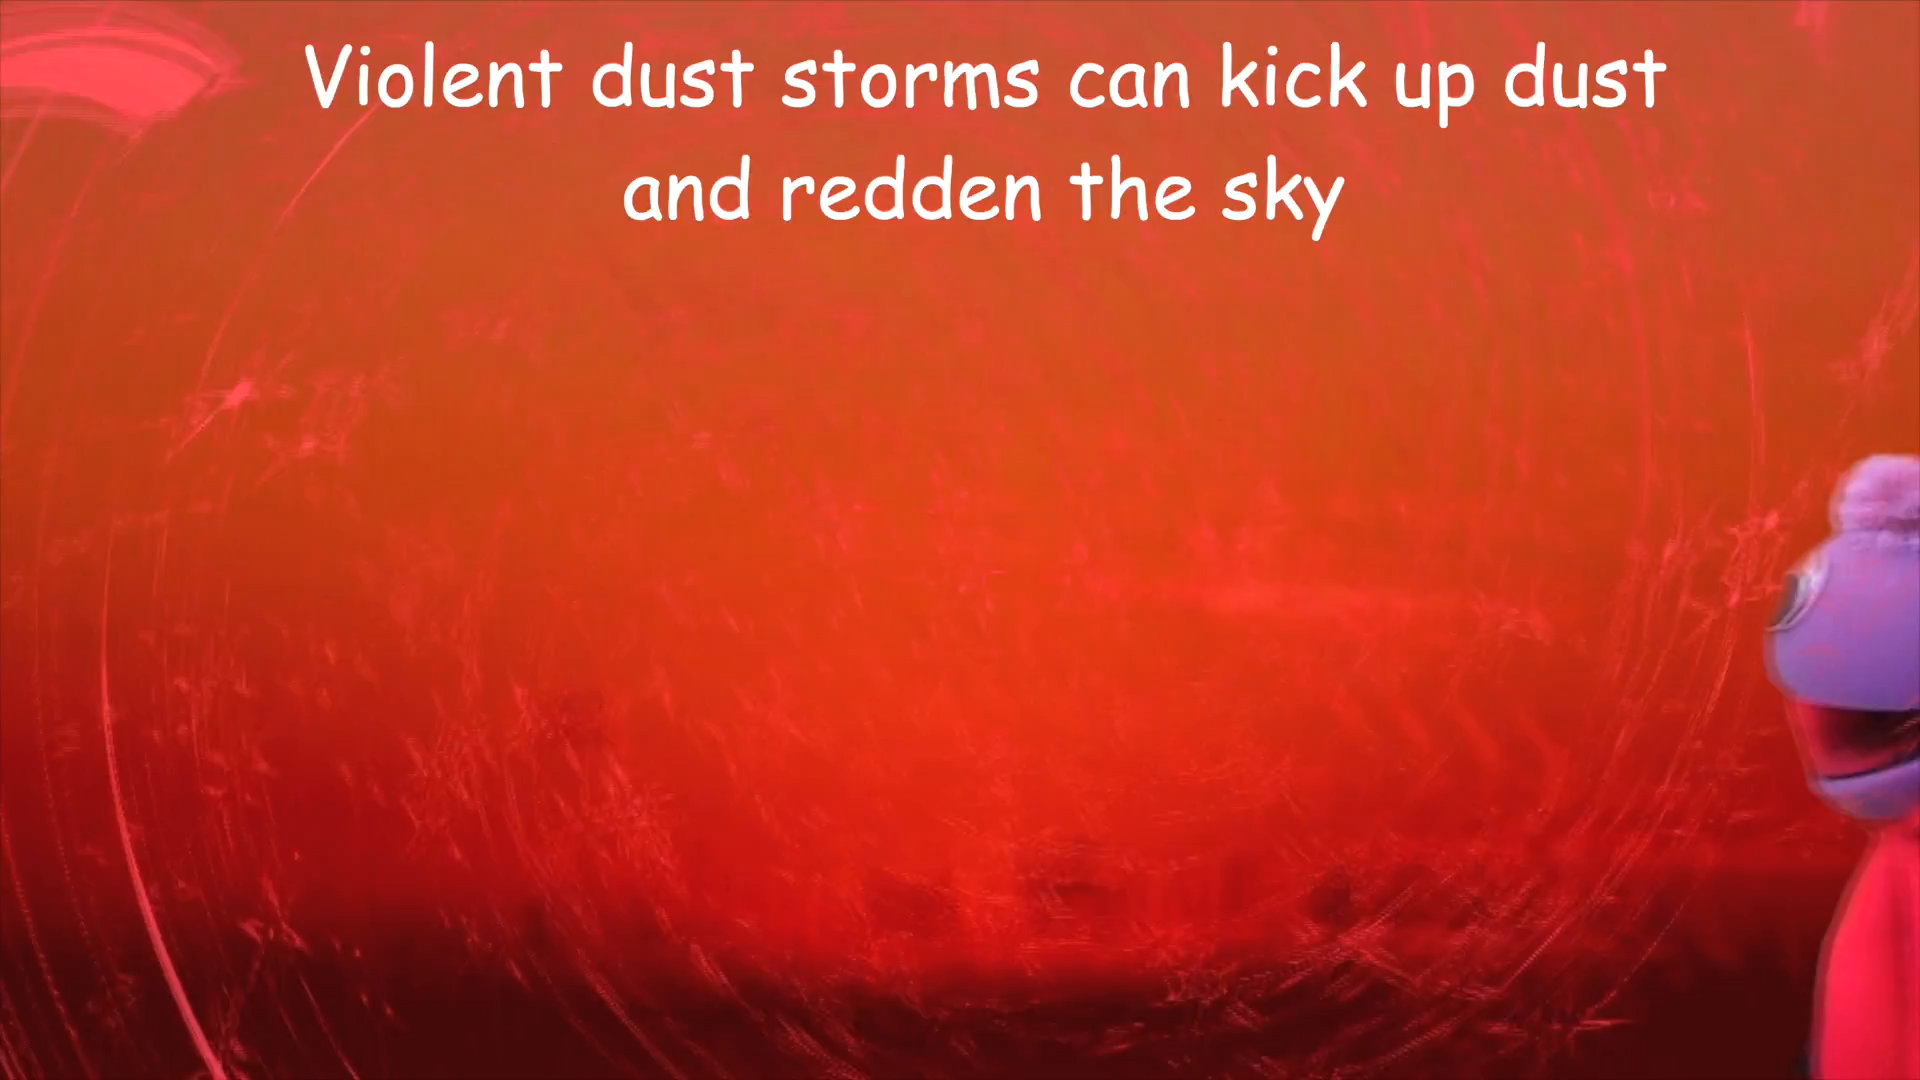 Violent dust storms can kick up dust
and redden the sky